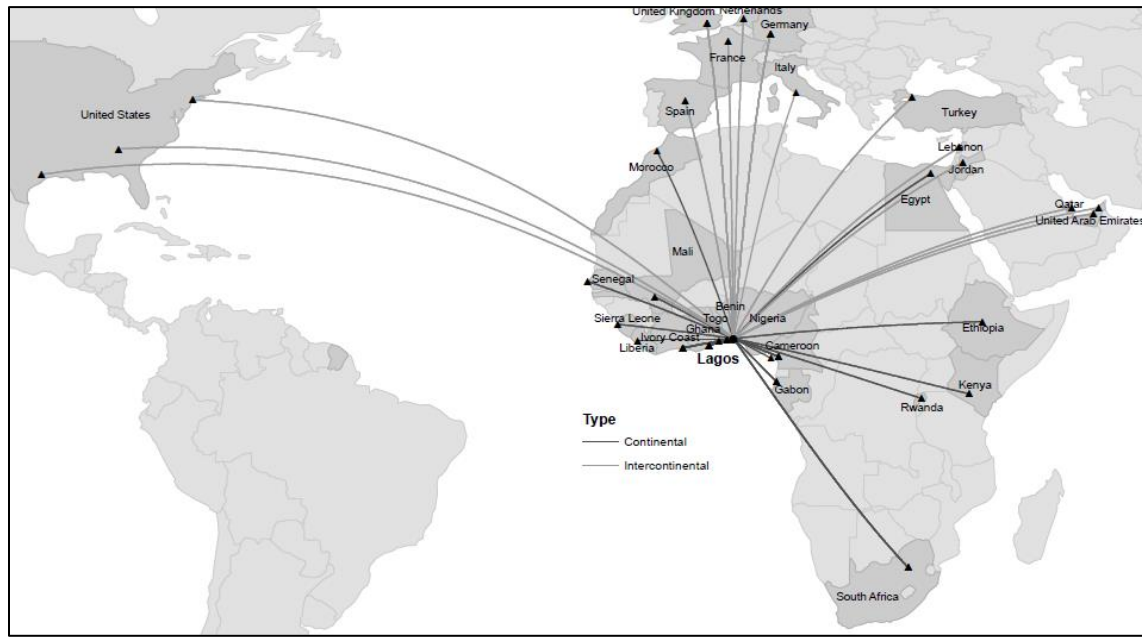 United Kingdom
Netherlands
Germany
France
Italy
United States
Spain
Turkey
Morocco
Lebanon
Jordan
Egypt
Qatar
United Arab Emirates
Mali
Senegal
Benin
Sierra Leone
Togo
Nigeria
Ghana
Ethiopia
Ivory Coast
Liberia
Cameroon
Lagos
Gabon
Kenya
Rwanda
Type
Continental
Intercontinental
South Africa